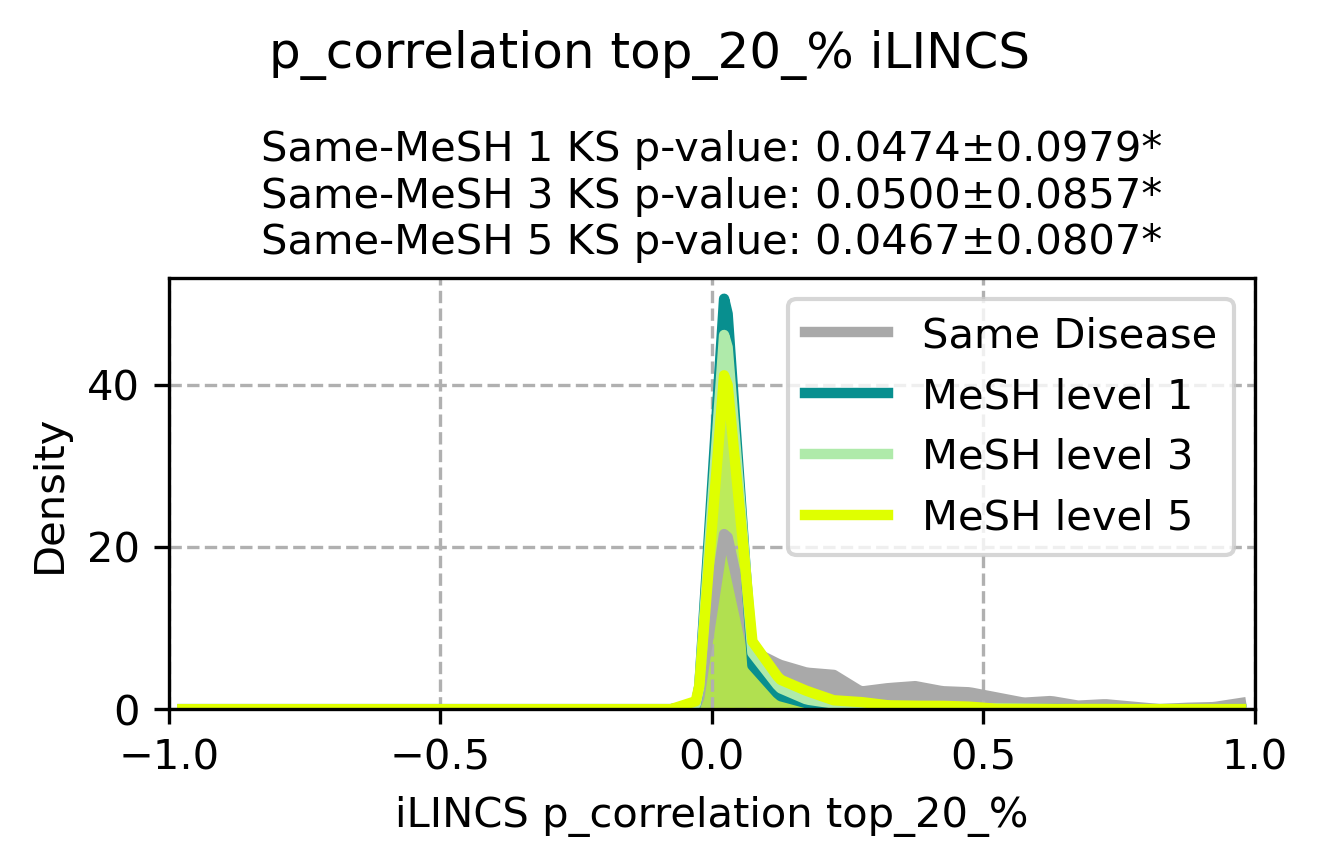 p_correlation top_20_% iLINCS
Same-MeSH 1 KS p-value: 0.0474±0.0979*
Same-MeSH 3 KS p-value: 0.0500±0.0857*
Same-MeSH 5 KS p-value: 0.0467±0.0807*
Same Disease
MeSH level 1
MeSH level 3
MeSH level 5
Density
40
20
0
−1.0
−0.5
0.0
0.5
1.0
iLINCS p_correlation top_20_%